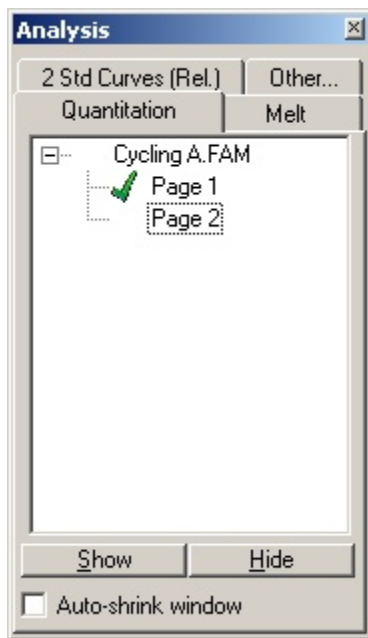 Analysis
2 Std Curves (Rel.) Other...
Quantitation Melt
Cycling A.FAM
Page 1
Page 2
Show Hide
Auto-shrink window